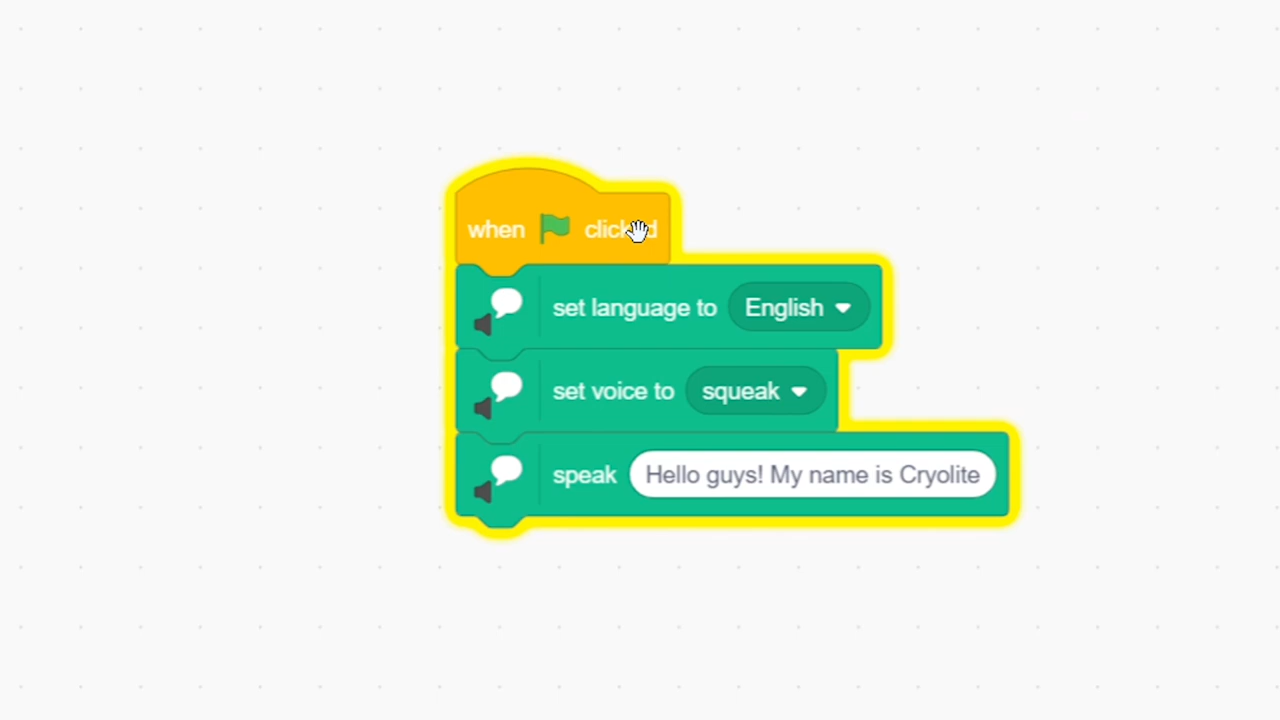 when clicked
set language to English
set voice to squeak
speak Hello guys! My name is Cryolite